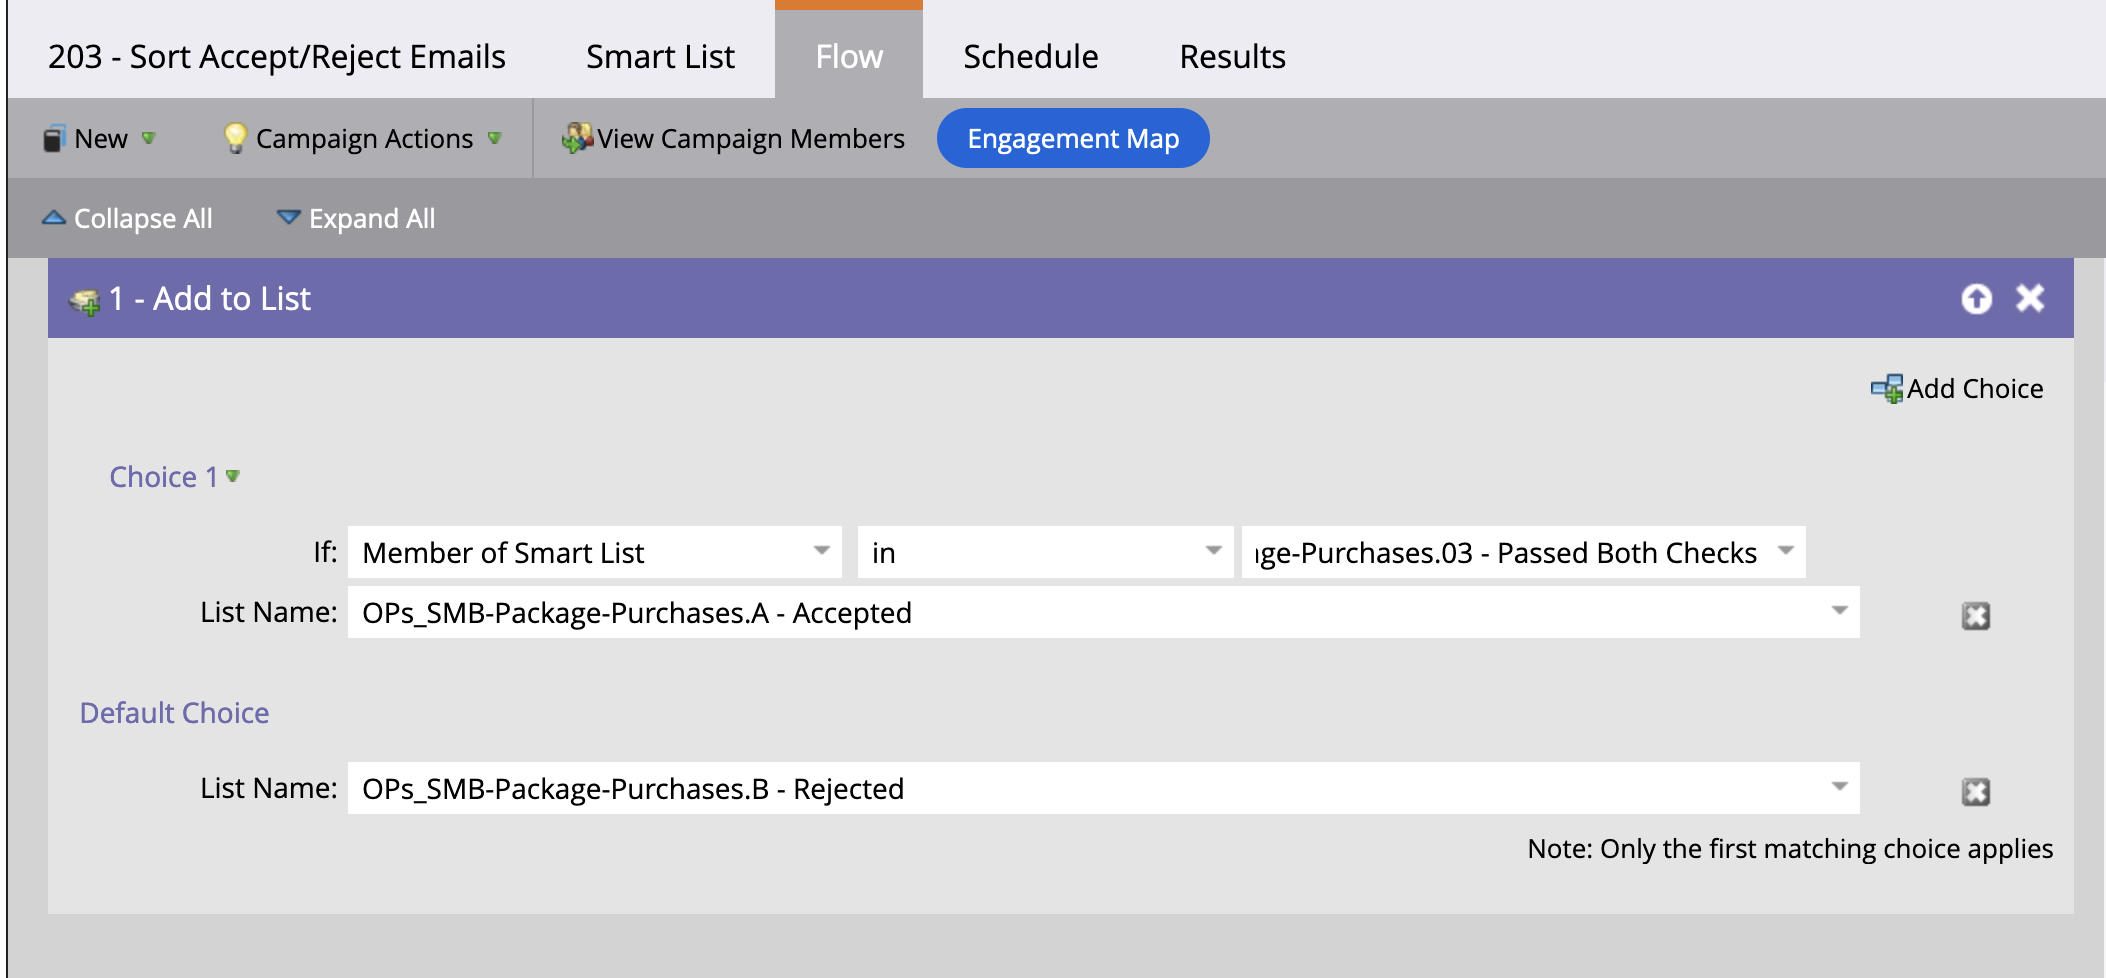 203 - Sort Accept/Reject Emails Smart List Flow Schedule Results
New Campaign Actions View Campaign Members Engagement Map
Collapse All Expand All
1 - Add to List
Add Choice
Choice 1
If: Member of Smart List in ge-Purchases.03 - Passed Both Checks
List Name: OPs_SMB-Package-Purchases.A - Accepted
Default Choice
List Name: OPs_SMB-Package-Purchases.B - Rejected
Note: Only the first matching choice applies